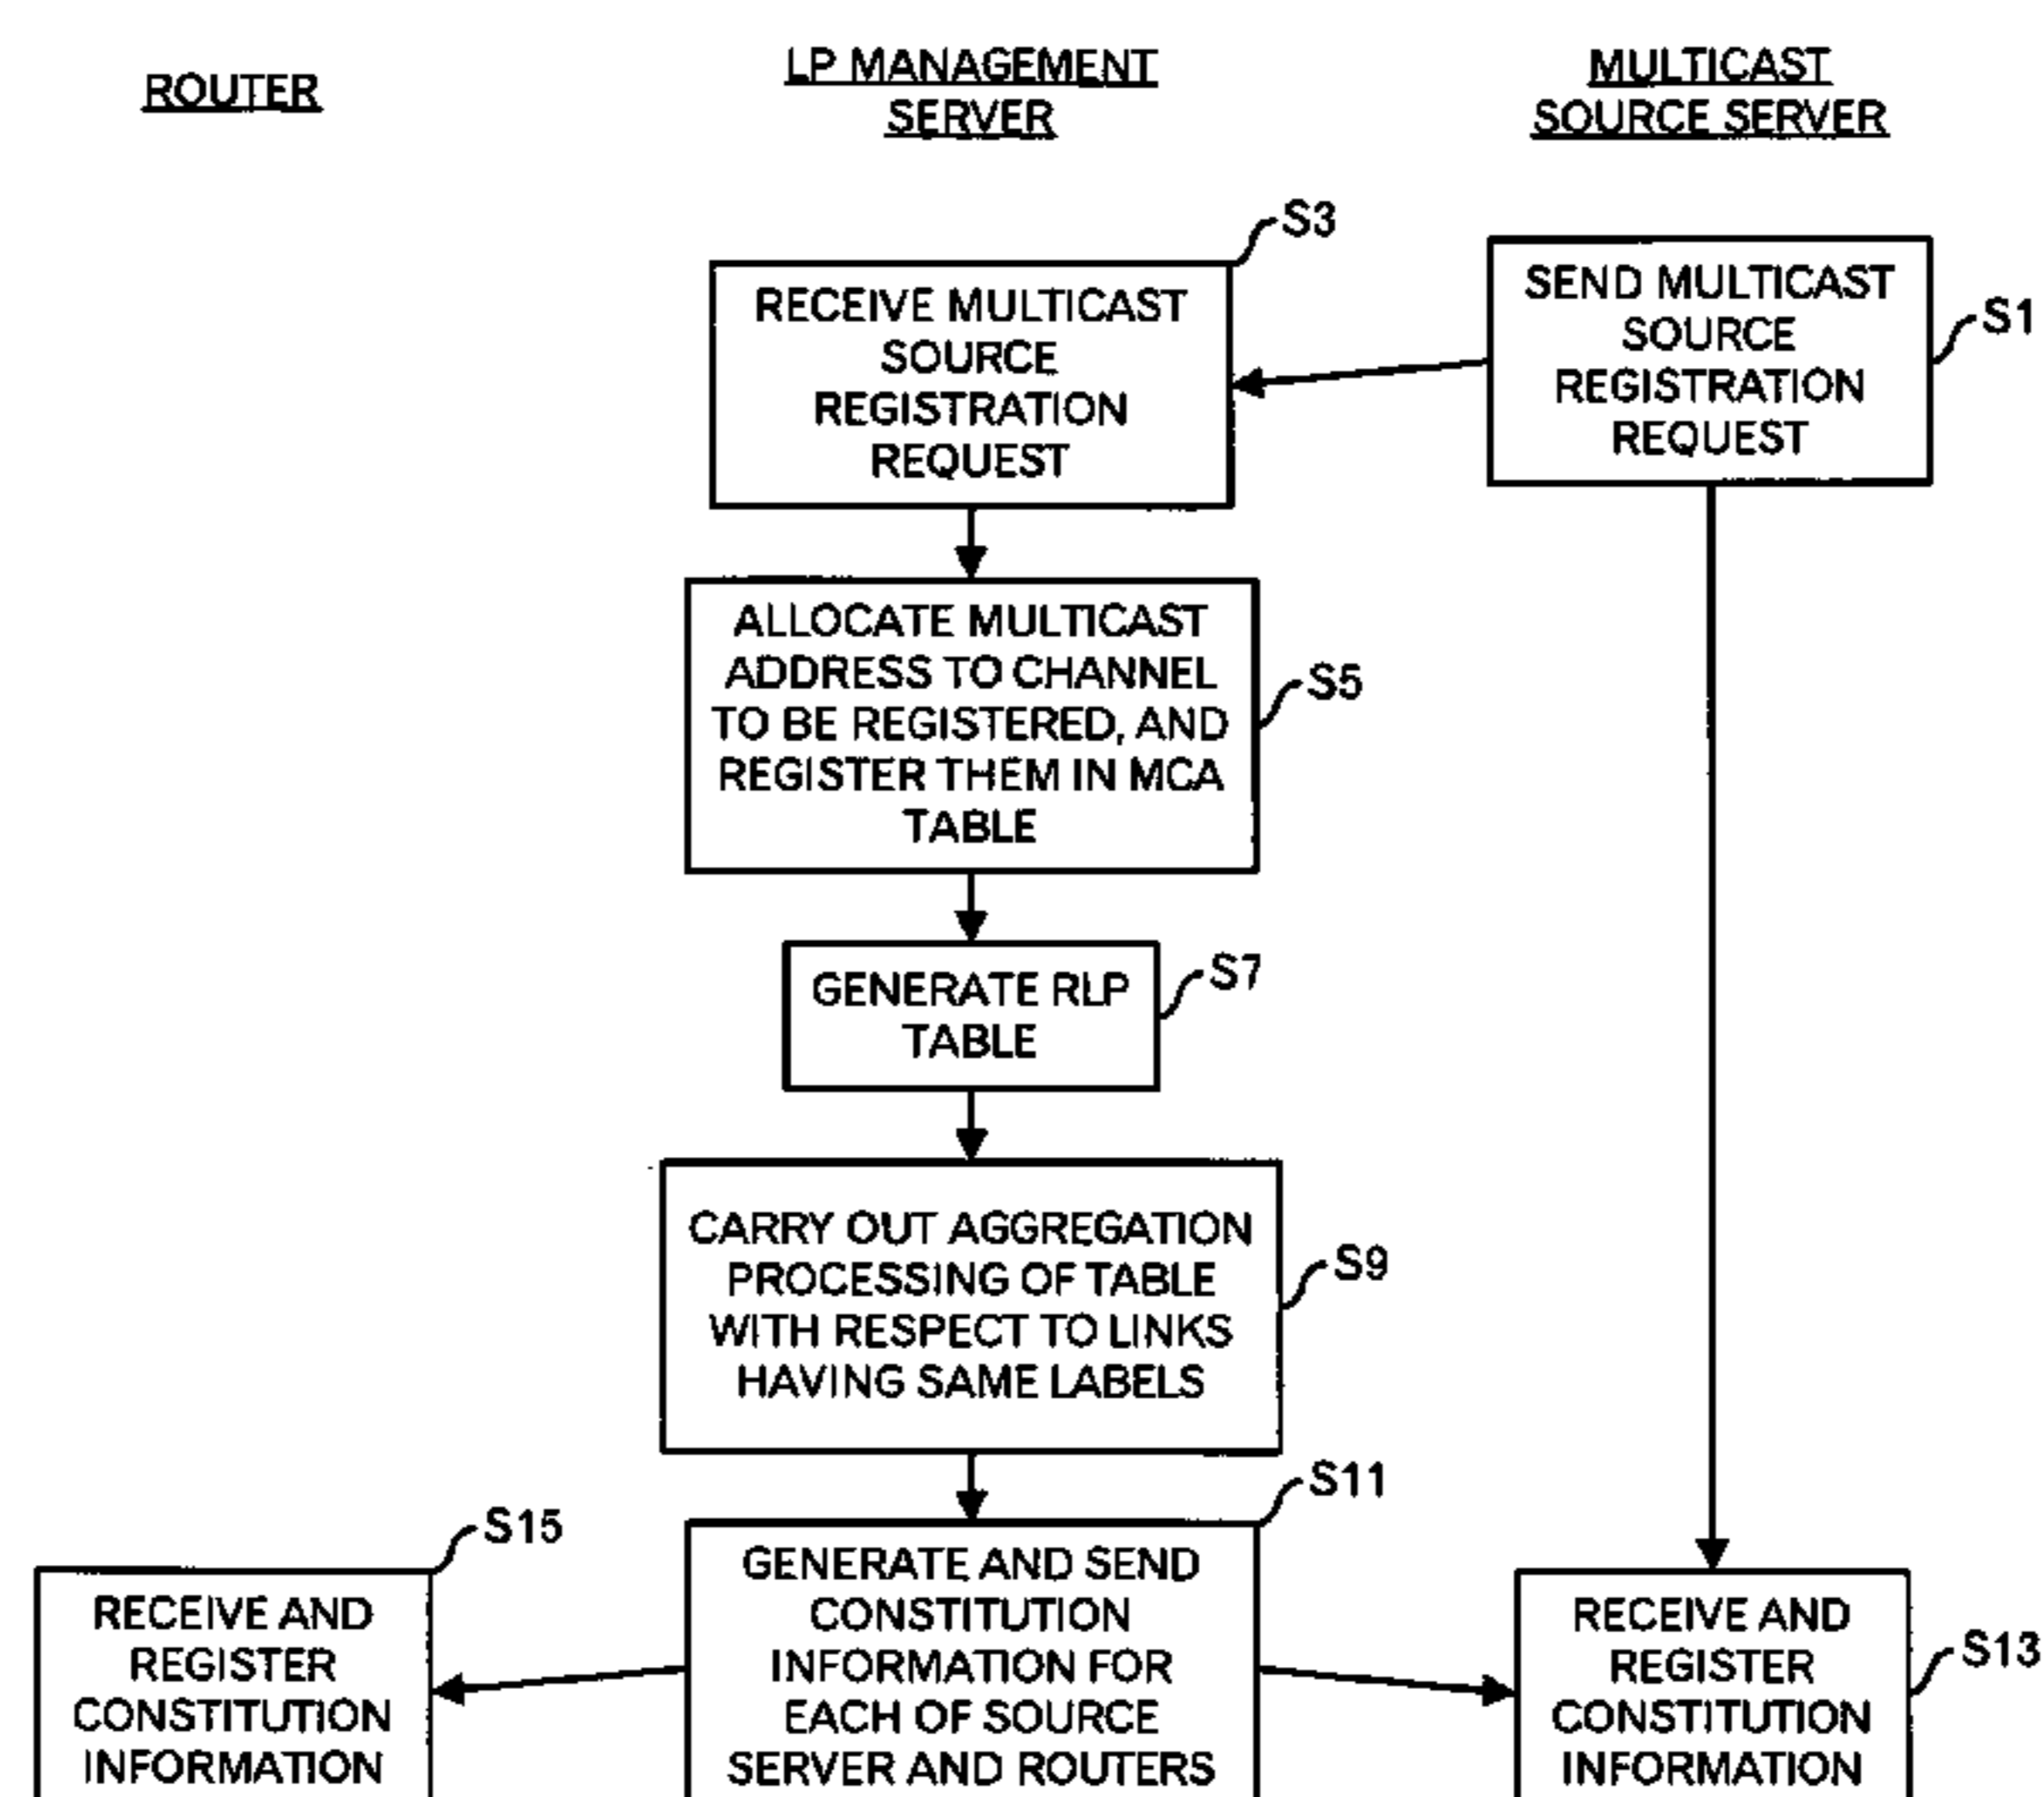 ROUTER
LP MANAGEMENT
SERVER
MULTICAST
SOURCE SERVER
S3
RECEIVE MULTICAST
SOURCE
REGISTRATION
REQUEST
SEND MULTICAST
SOURCE
REGISTRATION
REQUEST
S1
ALLOCATE MULTICAST
ADDRESS TO CHANNEL
TO BE REGISTERED, AND
REGISTER THEM IN MCA
TABLE
S5
GENERATE RLP
TABLE
S7
CARRY OUT AGGREGATION
PROCESSING OF TABLE
WITH RESPECT TO LINKS
HAVING SAME LABELS
S9
S15
RECEIVE AND
REGISTER
CONSTITUTION
INFORMATION
S11
GENERATE AND SEND
CONSTITUTION
INFORMATION FOR
EACH OF SOURCE
SERVER AND ROUTERS
RECEIVE AND
REGISTER
CONSTITUTION
INFORMATION
S13